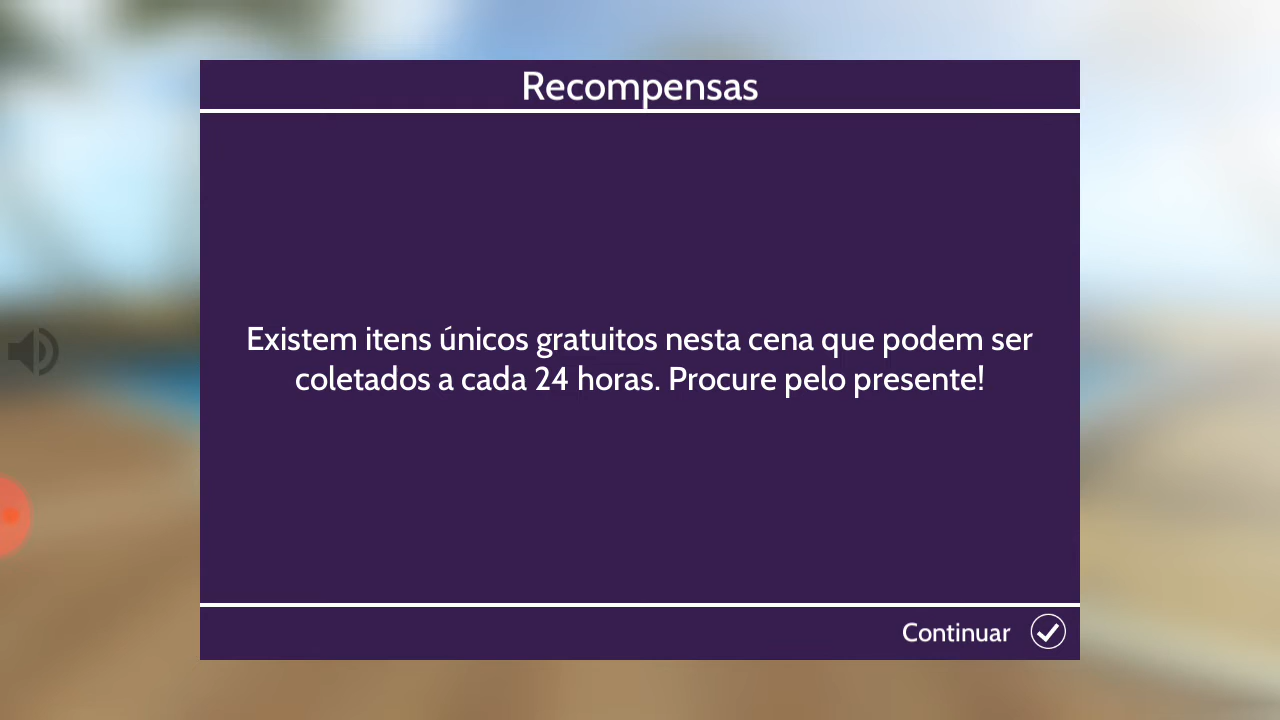 Recompensas
Existem itens únicos gratuitos nesta cena que podem ser
coletados a cada 24 horas. Procure pelo presente!
Continuar